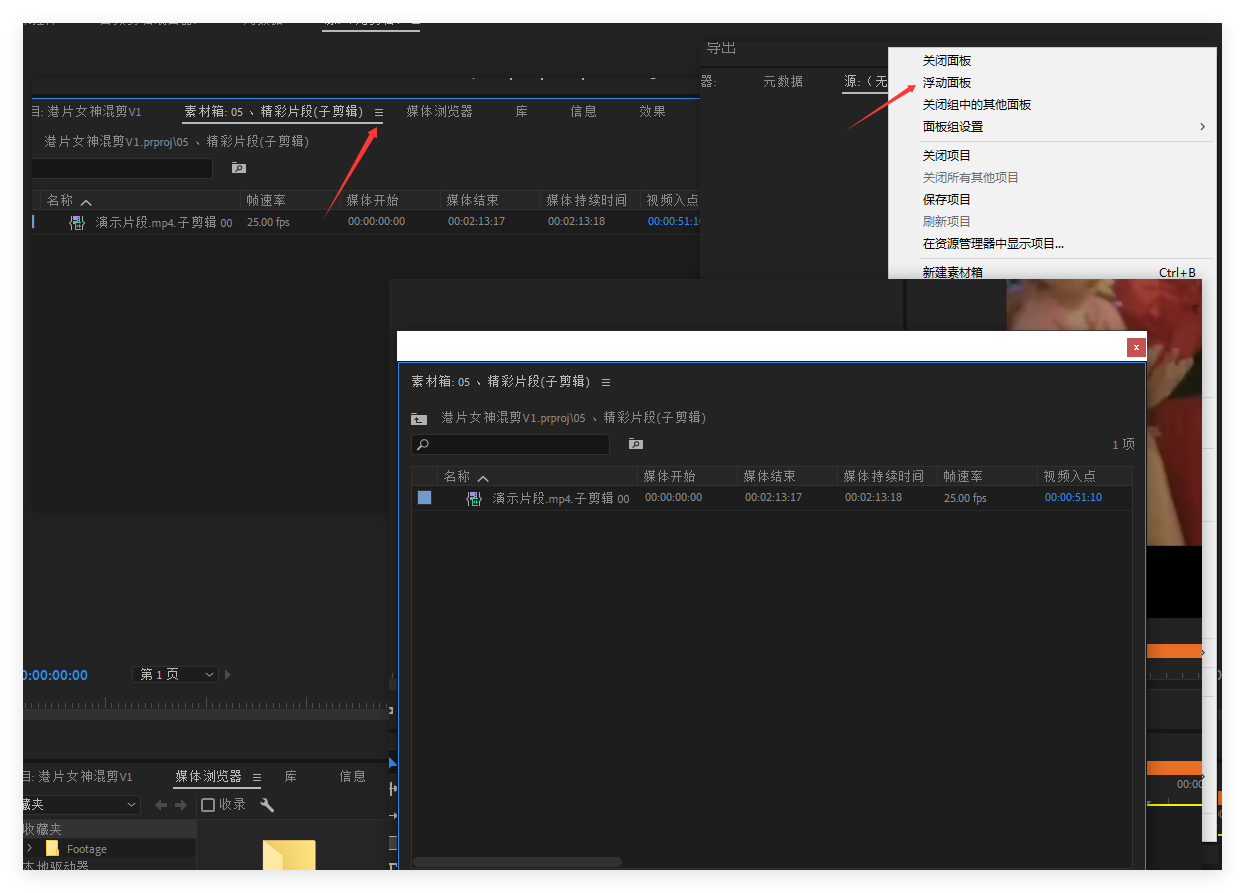 导出
器:
元数据
源:（无
关闭面板
浮动面板
关闭组中的其他面板
面板组设置
关闭项目
关闭所有其他项目
保存项目
刷新项目
在资源管理器中显示项目...
新建素材箱 Ctrl+B
目: 港片女神混剪V1 素材箱: 05 、精彩片段(子剪辑) 媒体浏览器 库 信息 效果
港片女神混剪V1.prproj\05 、精彩片段(子剪辑)
名称 帧速率 媒体开始 媒体结束 媒体持续时间 视频入点
演示片段.mp4.子剪辑 00 25.00 fps 00:00:00:00 00:02:13:17 00:02:13:18 00:00:51:1
素材箱: 05 、精彩片段(子剪辑)
港片女神混剪V1.prproj\05 、精彩片段(子剪辑)
1 项
名称 媒体开始 媒体结束 媒体持续时间 帧速率 视频入点
演示片段.mp4.子剪辑 00 00:00:00:00 00:02:13:17 00:02:13:18 25.00 fps 00:00:51:10
0:00:00:00 第 1 页
目: 港片女神混剪V1 媒体浏览器 库 信息
藏夹 收录
收藏夹
Footage
本地驱动器
00:00